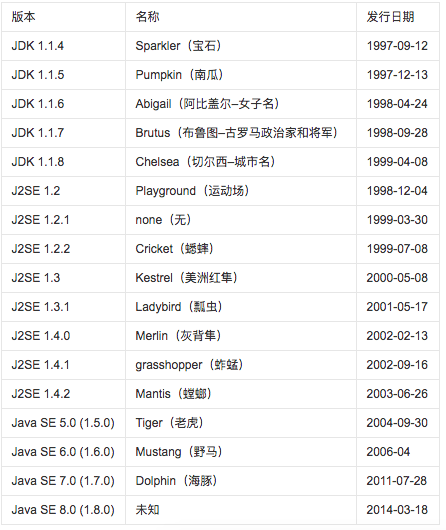 版本 名称 发行日期
JDK 1.1.4 Sparkler（宝石） 1997-09-12
JDK 1.1.5 Pumpkin（南瓜） 1997-12-13
JDK 1.1.6 Abigail（阿比盖尔–女子名） 1998-04-24
JDK 1.1.7 Brutus（布鲁图–古罗马政治家和将军） 1998-09-28
JDK 1.1.8 Chelsea（切尔西–城市名） 1999-04-08
J2SE 1.2 Playground（运动场） 1998-12-04
J2SE 1.2.1 none（无） 1999-03-30
J2SE 1.2.2 Cricket（蟋蟀） 1999-07-08
J2SE 1.3 Kestrel（美洲红隼） 2000-05-08
J2SE 1.3.1 Ladybird（瓢虫） 2001-05-17
J2SE 1.4.0 Merlin（灰背隼） 2002-02-13
J2SE 1.4.1 grasshopper（蚱蜢） 2002-09-16
J2SE 1.4.2 Mantis（螳螂） 2003-06-26
Java SE 5.0 (1.5.0) Tiger（老虎） 2004-09-30
Java SE 6.0 (1.6.0) Mustang（野马） 2006-04
Java SE 7.0 (1.7.0) Dolphin（海豚） 2011-07-28
Java SE 8.0 (1.8.0) 未知 2014-03-18